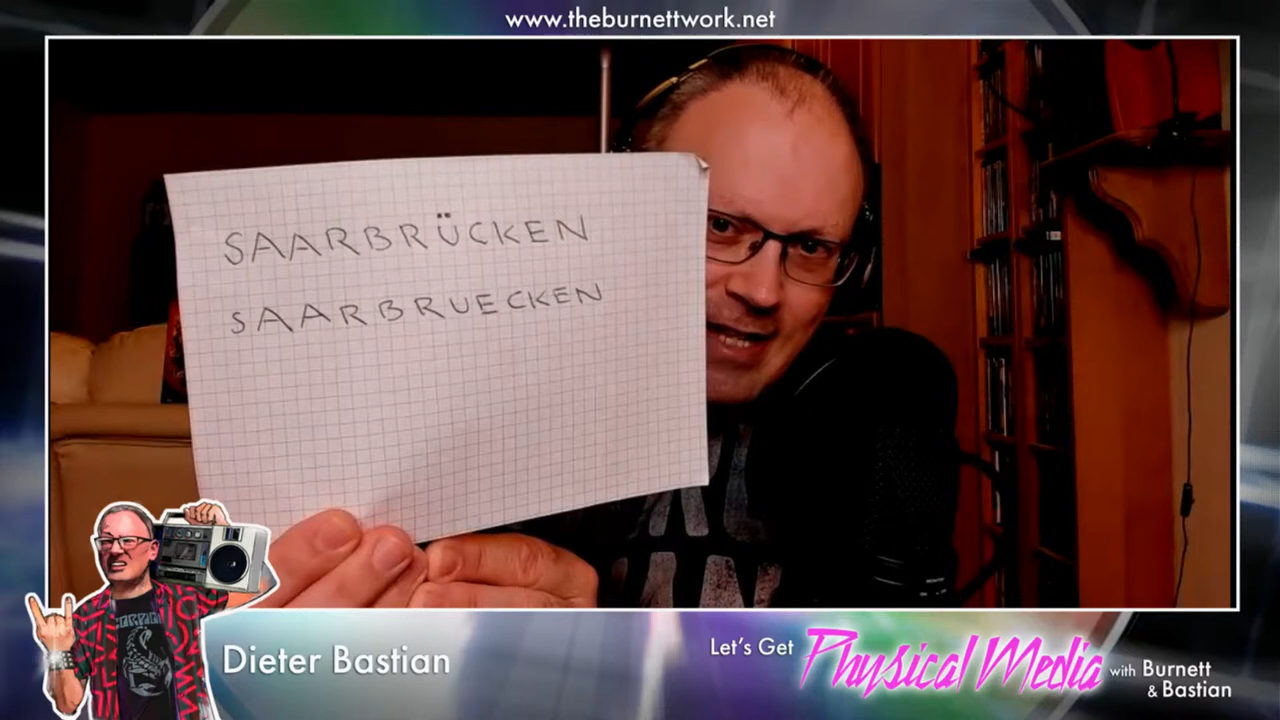 www.theburnettwork.net
SAARBRÜCKEN
SAARBRUECKEN
Dieter Bastian
Let's Get Physical Media with Burnett
& Bastian